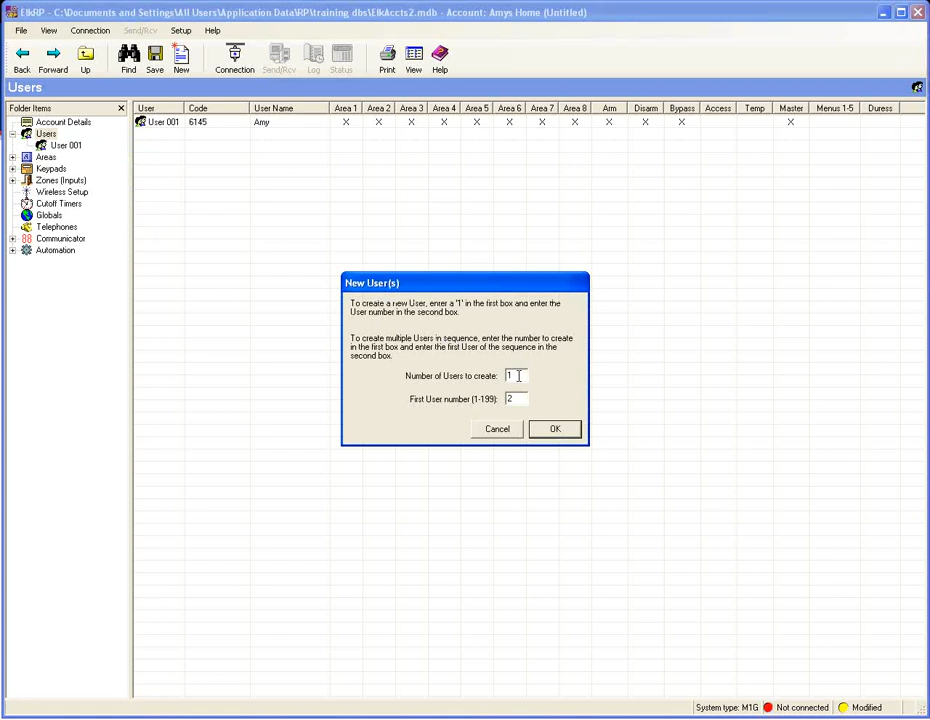 ElkRP - C:\Documents and Settings\All Users\Application Data\RP\training dbs\ElkAccts2.mdb - Account: Amys Home (Untitled)
File View Connection Send/Rcv Setup Help
Back Forward Up Find Save New Connection Send/Rcv Log Status Print View Help
Users
Folder Items
Account Details
Users
User 001
Areas
Keypads
Zones (Inputs)
Wireless Setup
Cutoff Timers
Globals
Telephones
Communicator
Automation
User Code User Name Area 1 Area 2 Area 3 Area 4 Area 5 Area 6 Area 7 Area 8 Arm Disarm Bypass Access Temp Master Menus 1-5 Duress
User 001 6145 Amy X X X X X X X X X X X X
New User(s)
To create a new User, enter a '1' in the first box and enter the
User number in the second box.
To create multiple Users in sequence, enter the number to create
in the first box and enter the first User of the sequence in the
second box.
Number of Users to create: 1
First User number (1-199): 2
Cancel OK
System type: M1G Not connected Modified